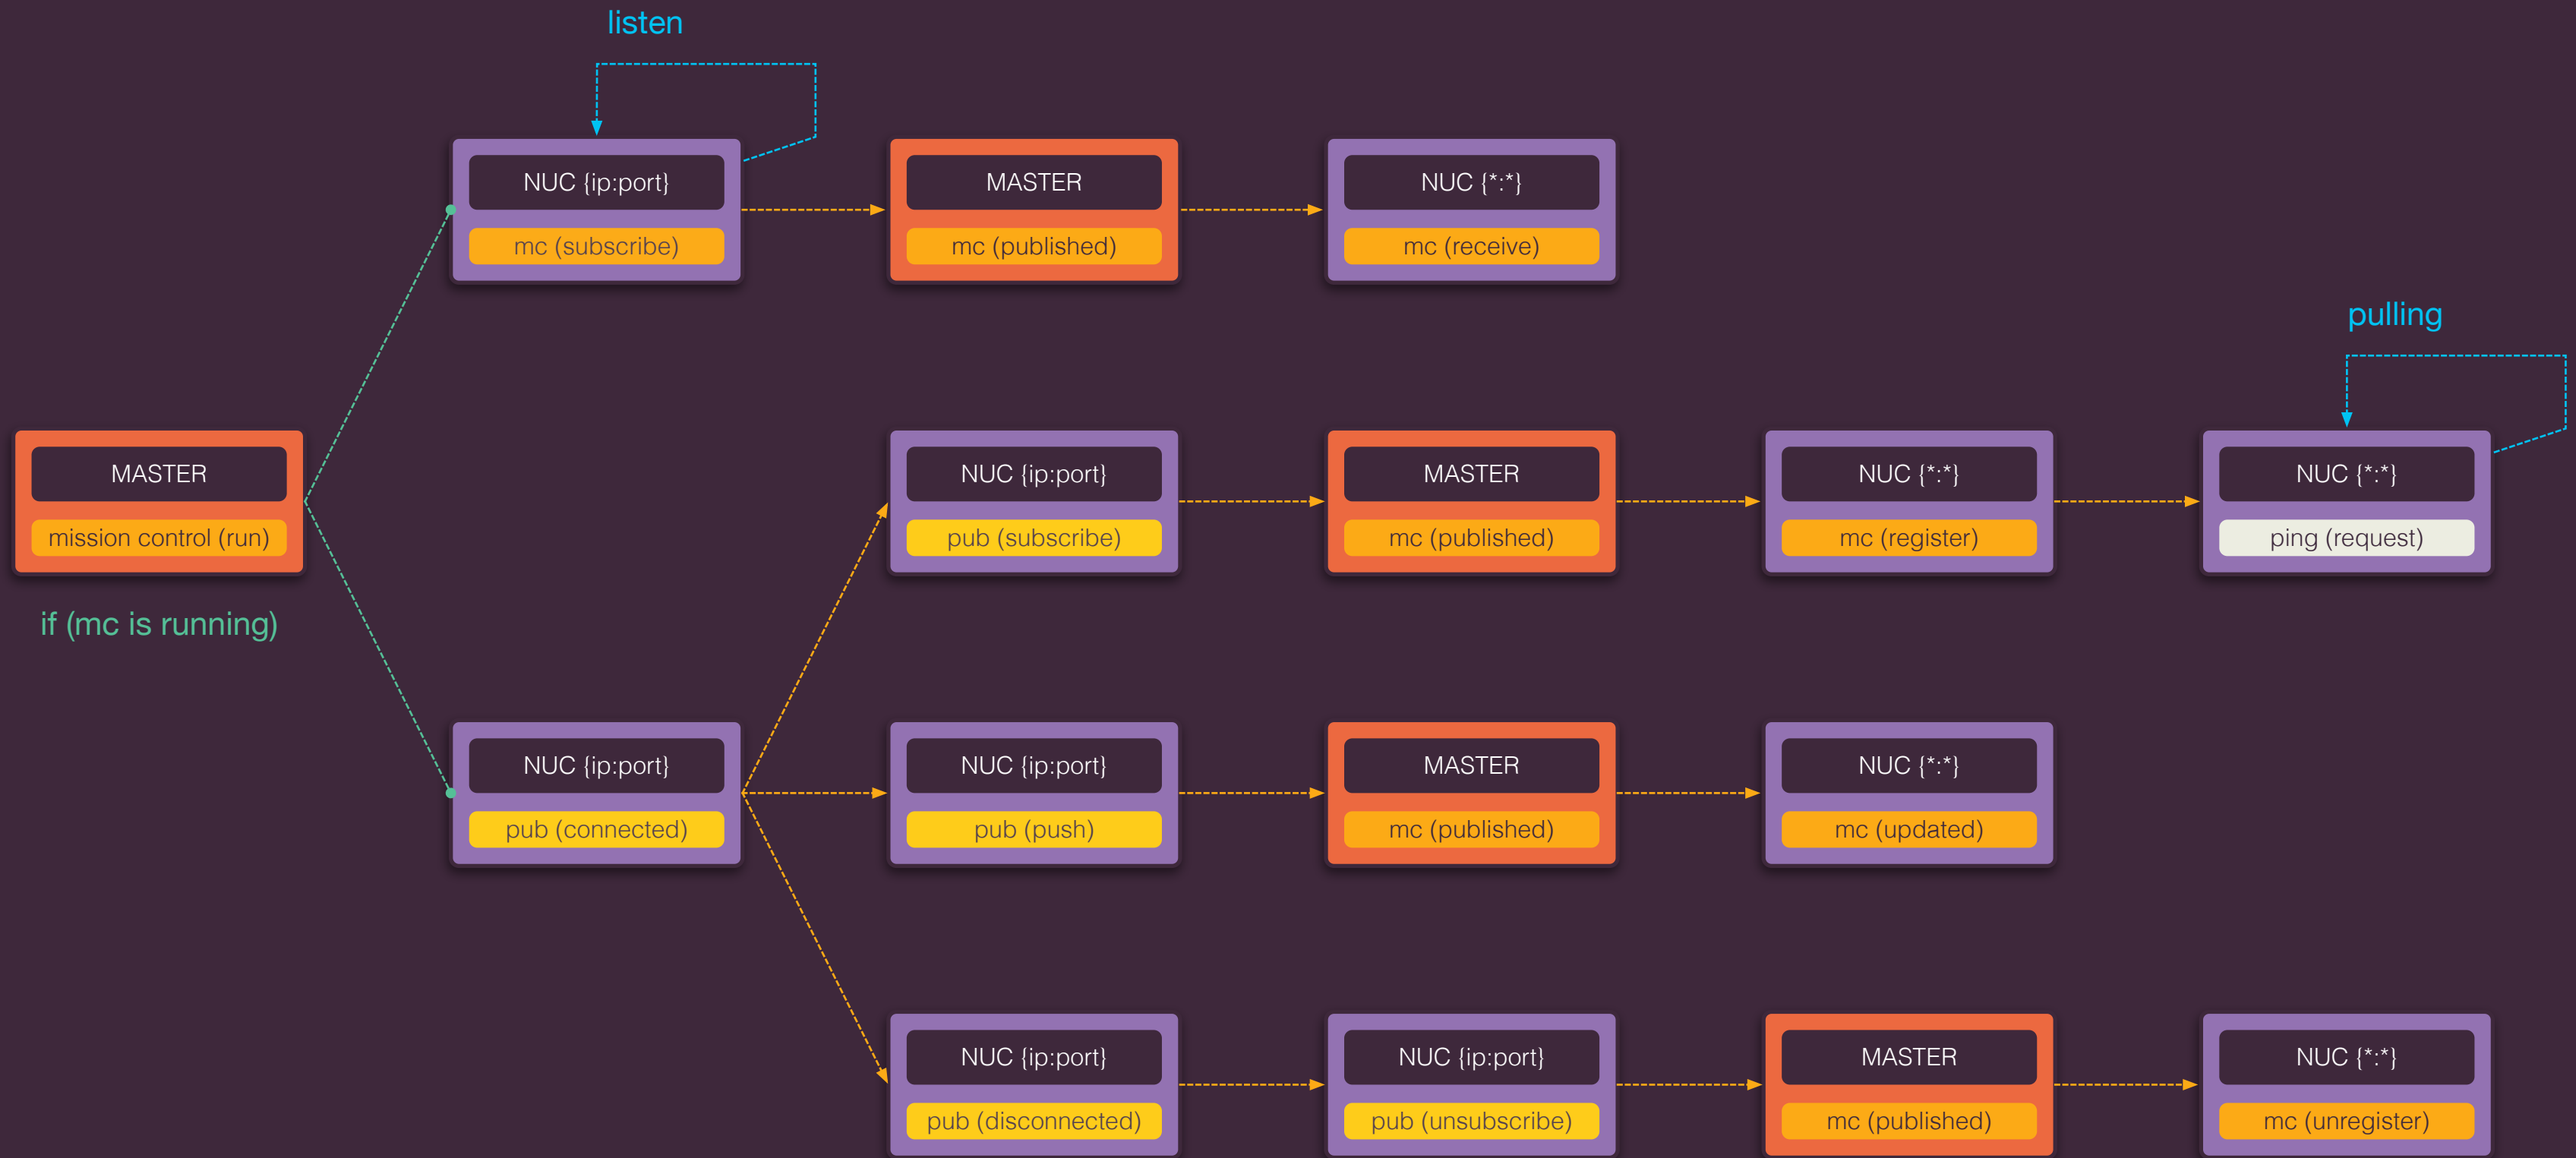 listen
NUC {ip:port}
MASTER
NUC {*:*}
mc (subscribe)
mc (published)
mc (receive)
pulling
MASTER
NUC {ip:port}
MASTER
NUC {*:*}
NUC {*:*}
mission control (run)
pub (subscribe)
mc (published)
mc (register)
ping (request)
if (mc is running)
NUC {ip:port}
NUC {ip:port}
MASTER
NUC {*:*}
pub (connected)
pub (push)
mc (published)
mc (updated)
NUC {ip:port}
NUC {ip:port}
MASTER
NUC {*:*}
pub (disconnected)
pub (unsubscribe)
mc (published)
mc (unregister)